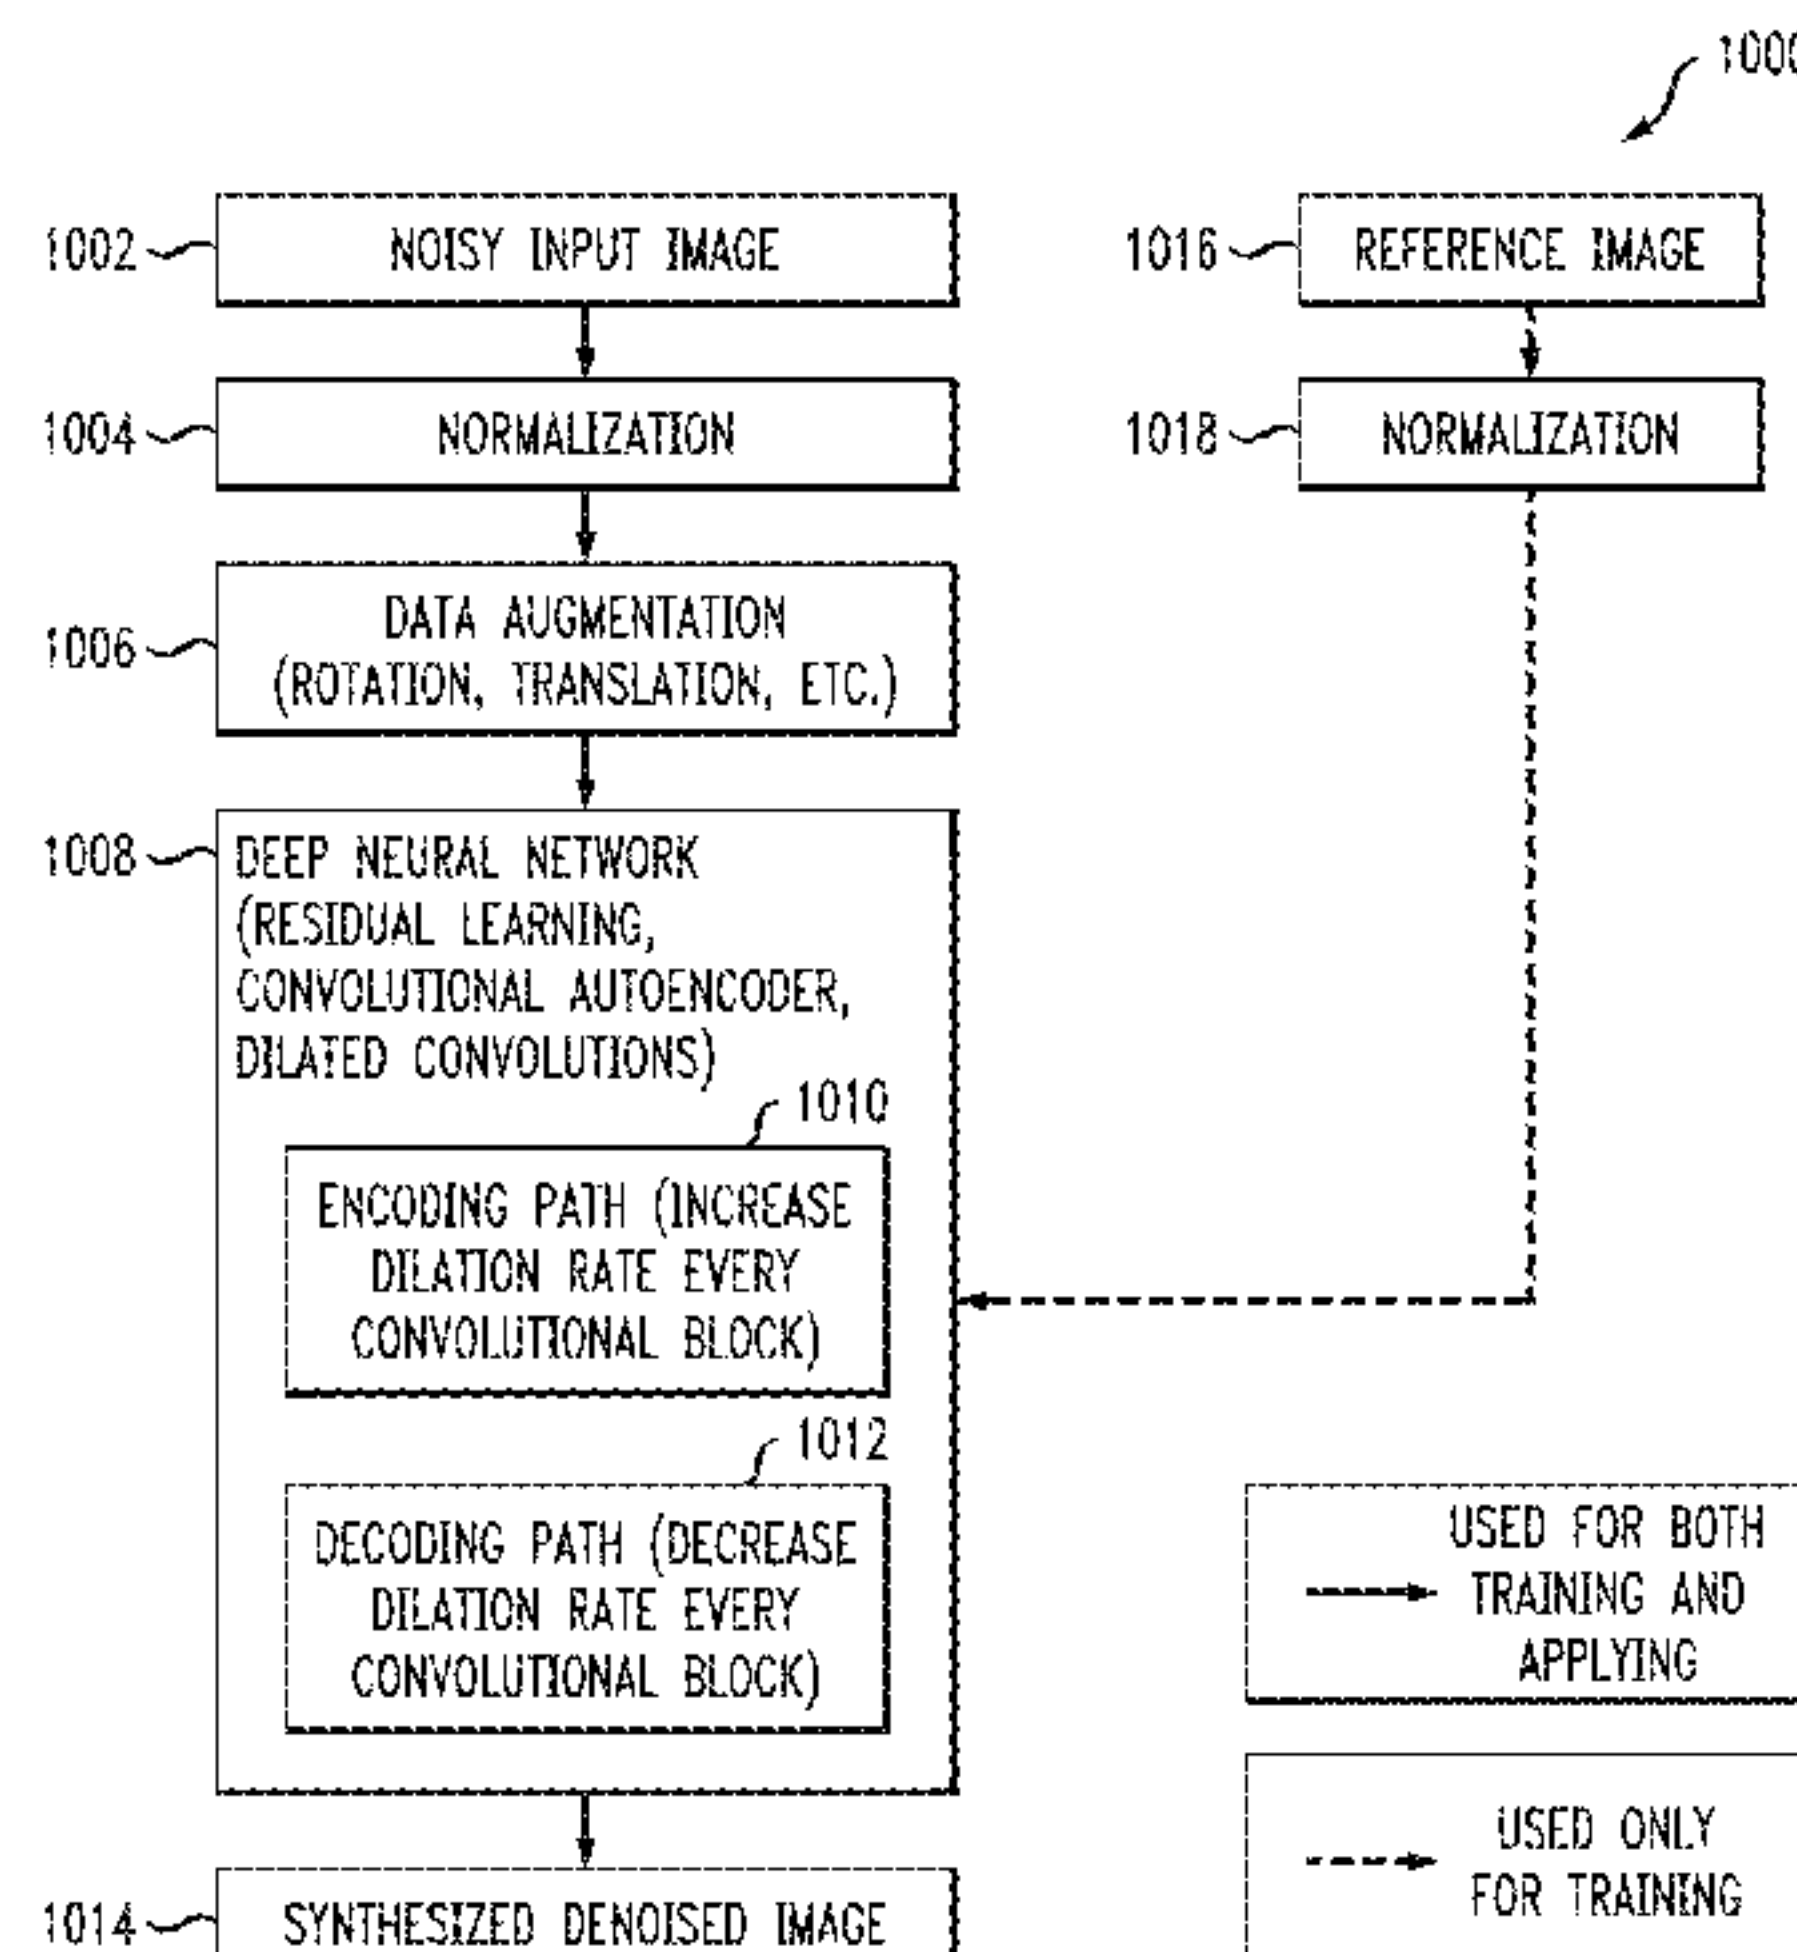 100
1002
NOISY INPUT IMAGE
1016
REFERENCE IMAGE
1004
NORMALIZATION
1018
NORMALIZATION
1006
DATA AUGMENTATION
(ROTATION, TRANSLATION, ETC.)
1008
DEEP NEURAL NETWORK
(RESIDUAL LEARNING,
CONVOLUTIONAL AUTOENCODER,
DILATED CONVOLUTIONS)
1010
ENCODING PATH (INCREASE
DILATION RATE EVERY
CONVOLUTIONAL BLOCK)
1012
DECODING PATH (DECREASE
DILATION RATE EVERY
CONVOLUTIONAL BLOCK)
USED FOR BOTH
TRAINING AND
APPLYING
USED ONLY
FOR TRAINING
1014
SYNTHESIZED DENOISED IMAGE